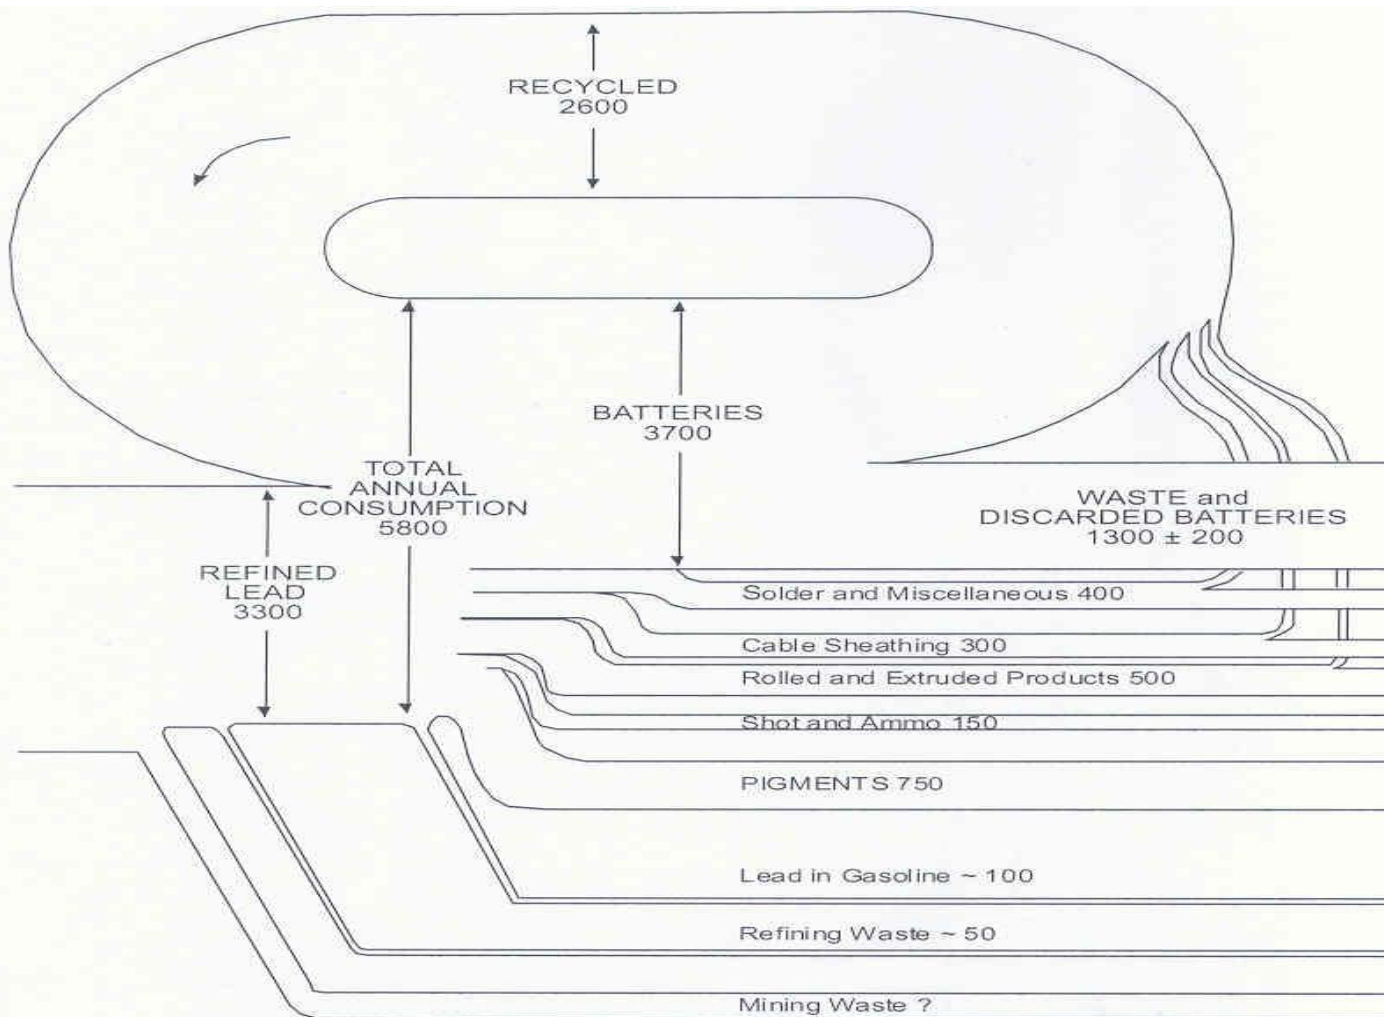 RECYCLED
2600
BATTERIES
3700
TOTAL
ANNUAL
CONSUMPTION
5800
WASTE and
DISCARDED BATTERIES
1300 ± 200
REFINED
LEAD
3300
Solder and Miscellaneous 400
Cable Sheathing 300
Rolled and Extruded Products 500
Shot and Ammo 150
PIGMENTS 750
Lead in Gasoline ~ 100
Refining Waste ~ 50
Mining Waste ?